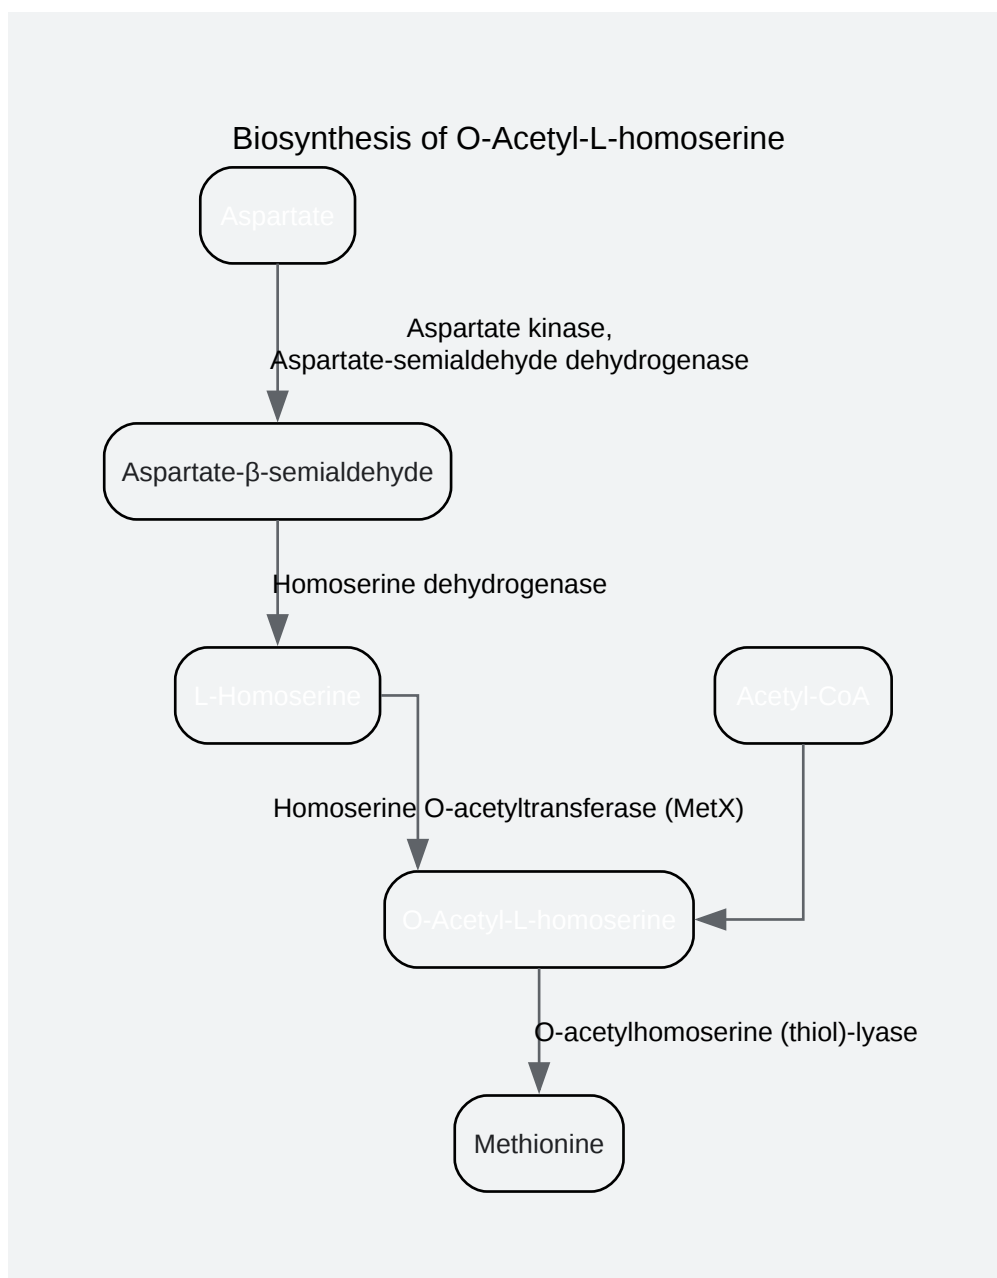 Biosynthesis of O-Acetyl-L-homoserine
Aspartate
Aspartate kinase,
Aspartate-semialdehyde dehydrogenase
Aspartate-β-semialdehyde
Homoserine dehydrogenase
L-Homoserine
Acetyl-CoA
Homoserine O-acetyltransferase (MetX)
O-Acetyl-L-homoserine
O-acetylhomoserine (thiol)-lyase
Methionine